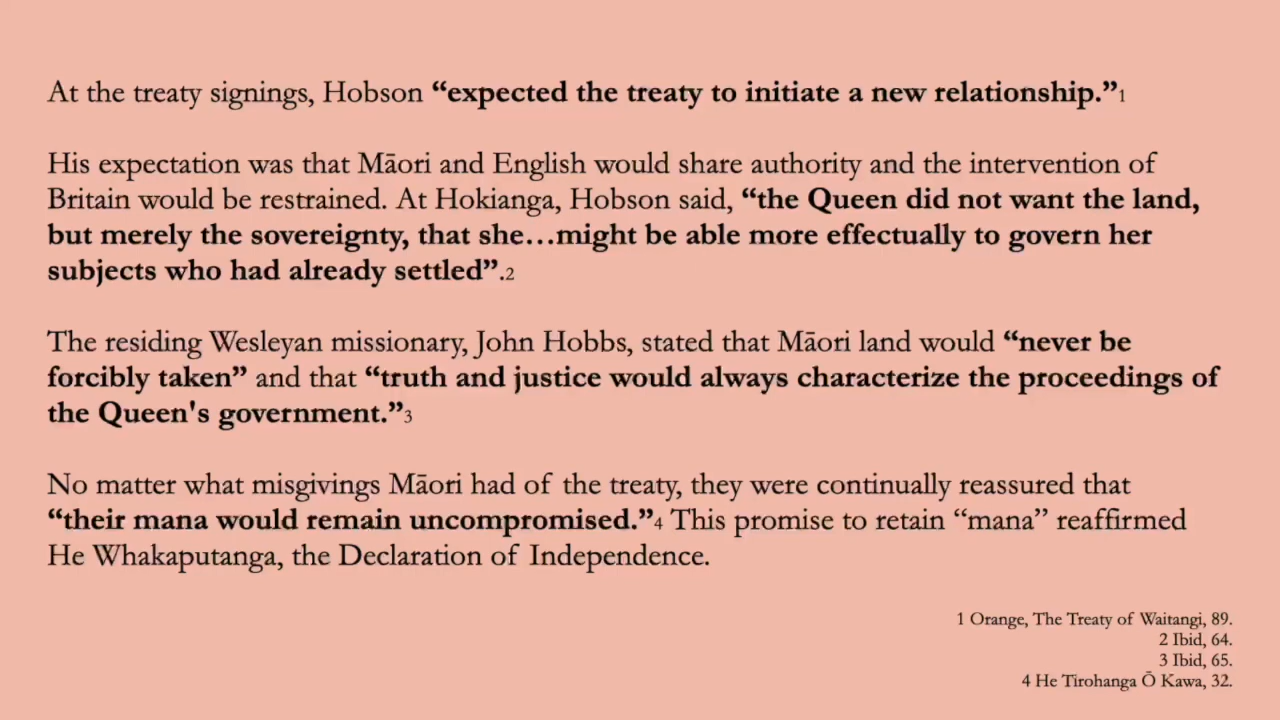 At the treaty signings, Hobson “expected the treaty to initiate a new relationship.”1
His expectation was that Māori and English would share authority and the intervention of
Britain would be restrained. At Hokianga, Hobson said, “the Queen did not want the land,
but merely the sovereignty, that she…might be able more effectually to govern her
subjects who had already settled”.2
The residing Wesleyan missionary, John Hobbs, stated that Māori land would “never be
forcibly taken” and that “truth and justice would always characterize the proceedings of
the Queen's government.”3
No matter what misgivings Māori had of the treaty, they were continually reassured that
“their mana would remain uncompromised.”4 This promise to retain “mana” reaffirmed
He Whakaputanga, the Declaration of Independence.
1 Orange, The Treaty of Waitangi, 89.
2 Ibid, 64.
3 Ibid, 65.
4 He Tirohanga Ō Kawa, 32.